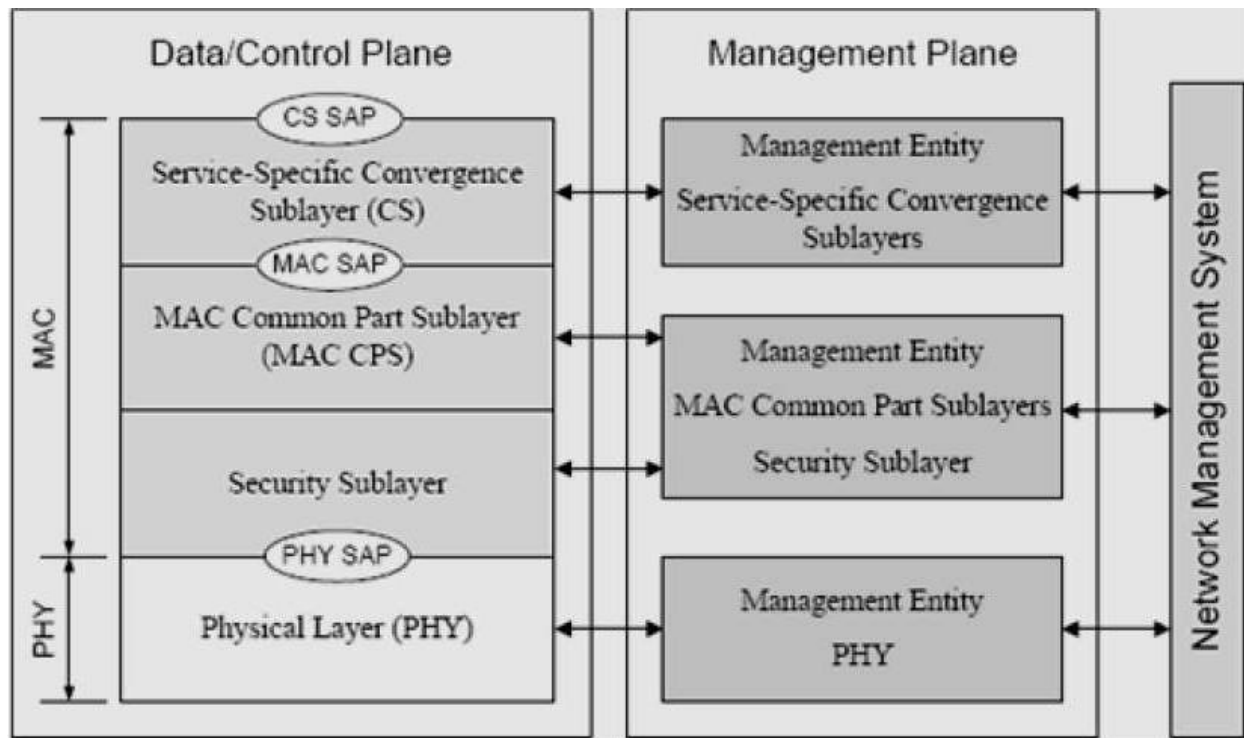 Data/Control Plane
CS SAP
Service-Specific Convergence
Sublayer (CS)
MAC SAP
MAC Common Part Sublayer
(MAC CPS)
Security Sublayer
PHY SAP
Physical Layer (PHY)
MAC
PHY
Management Plane
Management Entity
Service-Specific Convergence
Sublayers
Management Entity
MAC Common Part Sublayers
Security Sublayer
Management Entity
PHY
Network Management System